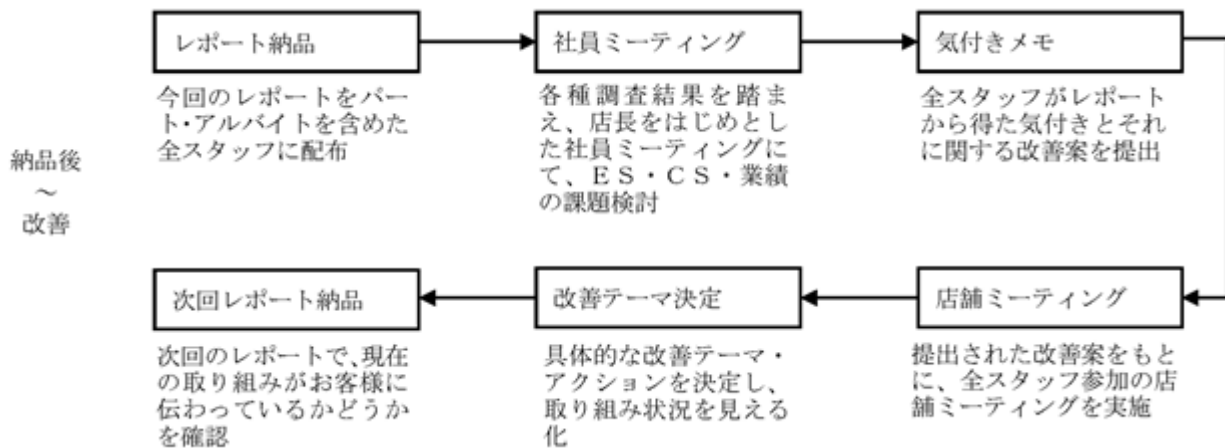 納品後
～
改善
レポート納品
今回のレポートをパー
ト・アルバイトを含めた
全スタッフに配布
社員ミーティング
各種調査結果を踏ま
え、店長をはじめとし
た社員ミーティングに
て、ＥＳ・ＣＳ・業績
の課題検討
気付きメモ
全スタッフがレポート
から得た気付きとそれ
に関する改善案を提出
店舗ミーティング
提出された改善案をもと
に、全スタッフ参加の店
舗ミーティングを実施
改善テーマ決定
具体的な改善テーマ・
アクションを決定し、
取り組み状況を見える
化
次回レポート納品
次回のレポートで、現在
の取り組みがお客様に
伝わっているかどうか
を確認